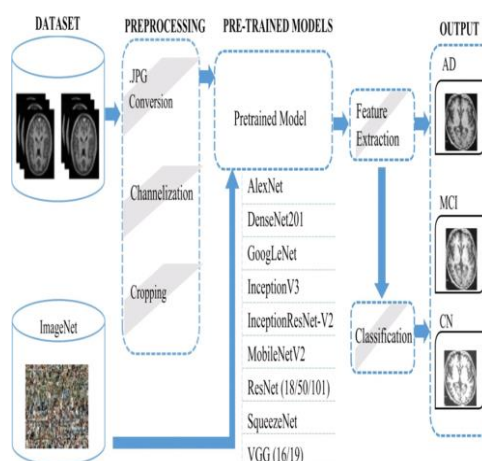 DATASET
PREPROCESSING
PRE-TRAINED MODELS
OUTPUT
.JPG
Conversion
Channelization
Cropping
Pretrained Model
Feature
Extraction
AD
MCI
CN
ImageNet
AlexNet
DenseNet201
GoogLeNet
InceptionV3
InceptionResNet-V2
MobileNetV2
ResNet (18/50/101)
SqueezeNet
VGG (16/19)
Classification